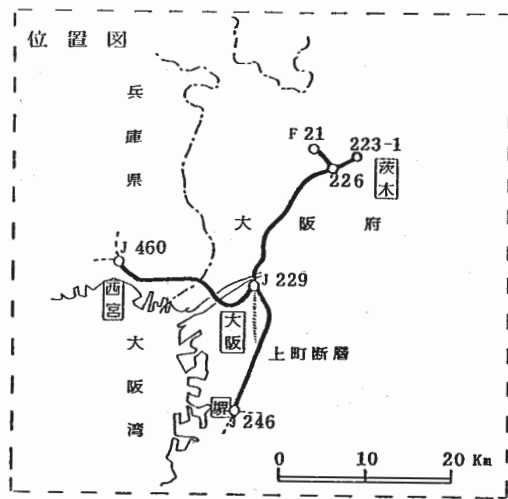 位置図
兵庫県
F 21
223-1
226
茨木
大阪府
J 460
西宮
J 229
大阪
上町断層
大阪湾
堺
J 246
0 10 20 Km